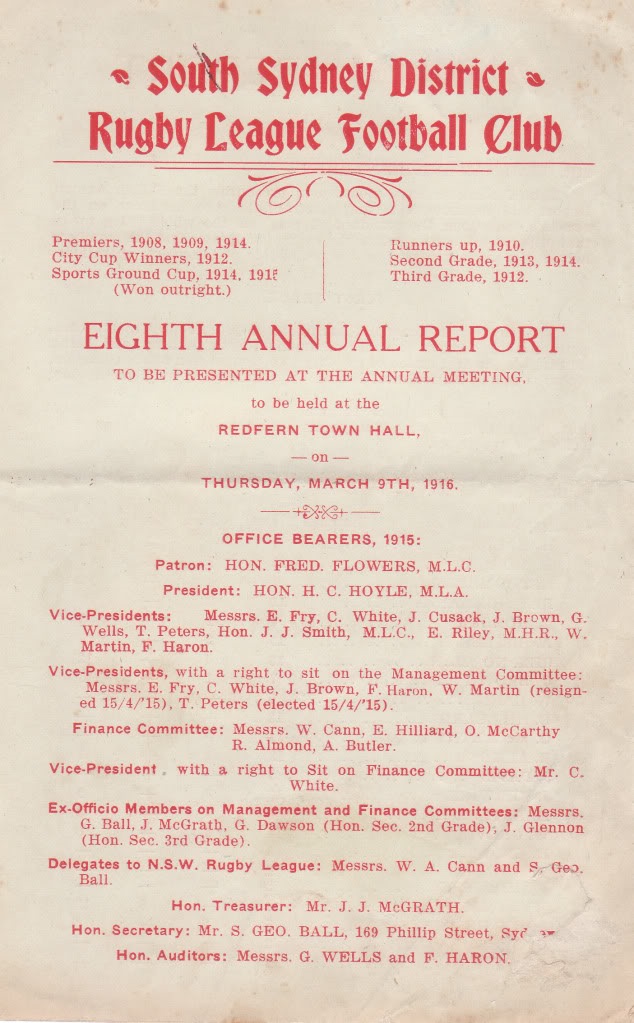 South Sydney District
Rugby League Football Club
Premiers, 1908, 1909, 1914.
City Cup Winners, 1912.
Sports Ground Cup, 1914, 1915
(Won outright.)
Runners up, 1910.
Second Grade, 1913, 1914.
Third Grade, 1912.
EIGHTH ANNUAL REPORT
TO BE PRESENTED AT THE ANNUAL MEETING,
to be held at the
REDFERN TOWN HALL,
— on —
THURSDAY, MARCH 9TH, 1916.
OFFICE BEARERS, 1915:
Patron: HON. FRED. FLOWERS, M.L.C.
President: HON. H. C. HOYLE, M.L.A.
Vice-Presidents: Messrs. E. Fry, C. White, J. Cusack, J. Brown, G.
Wells, T. Peters, Hon. J. J. Smith, M.L.C., E. Riley, M.H.R., W.
Martin, F. Haron.
Vice-Presidents, with a right to sit on the Management Committee:
Messrs. E. Fry, C. White, J. Brown, F. Haron, W. Martin (resign-
ed 15/4/'15), T. Peters (elected 15/4/'15).
Finance Committee: Messrs. W. Cann, E. Hilliard, O. McCarthy
R. Almond, A. Butler.
Vice-President, with a right to Sit on Finance Committee: Mr. C.
White.
Ex-Officio Members on Management and Finance Committees: Messrs.
G. Ball, J. McGrath, G. Dawson (Hon. Sec. 2nd Grade), J. Glennon
(Hon. Sec. 3rd Grade).
Delegates to N.S.W. Rugby League: Messrs. W. A. Cann and S. Geo.
Ball.
Hon. Treasurer: Mr. J. J. McGRATH.
Hon. Secretary: Mr. S. GEO. BALL, 169 Phillip Street,
Hon. Auditors: Messrs. G. WELLS and F. HARON.